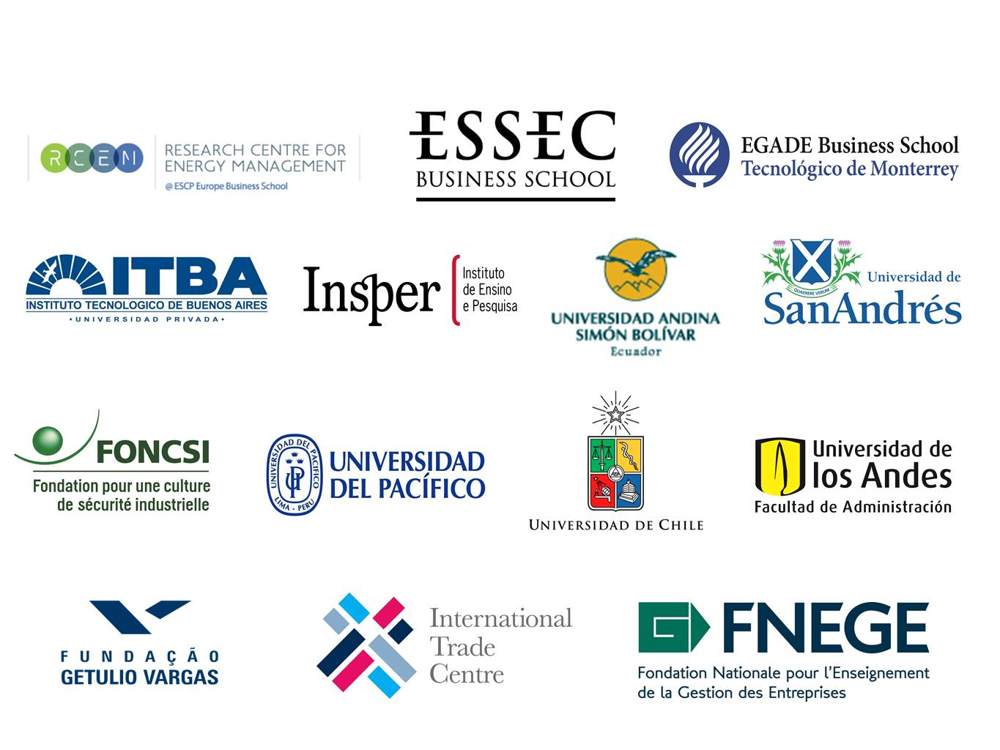 RCEM
RESEARCH CENTRE FOR
ENERGY MANAGEMENT
@ ESCP Europe Business School
ESSEC
BUSINESS SCHOOL
EGADE Business School
Tecnológico de Monterrey
ITBA
INSTITUTO TECNOLOGICO DE BUENOS AIRES
• UNIVERSIDAD PRIVADA •
Insper
Instituto
de Ensino
e Pesquisa
UNIVERSIDAD ANDINA
SIMÓN BOLÍVAR
Ecuador
QUAERERE VERUM
Universidad de
SanAndrés
FONCSI
Fondation pour une culture
de sécurité industrielle
UNIVERSIDAD DEL PACIFICO
LIMA - PERU
UP
UNIVERSIDAD
DEL PACÍFICO
UNIVERSIDAD DE CHILE
Universidad de
los Andes
Facultad de Administración
FUNDAÇÃO
GETULIO VARGAS
International
Trade
Centre
FNEGE
Fondation Nationale pour l'Enseignement
de la Gestion des Entreprises